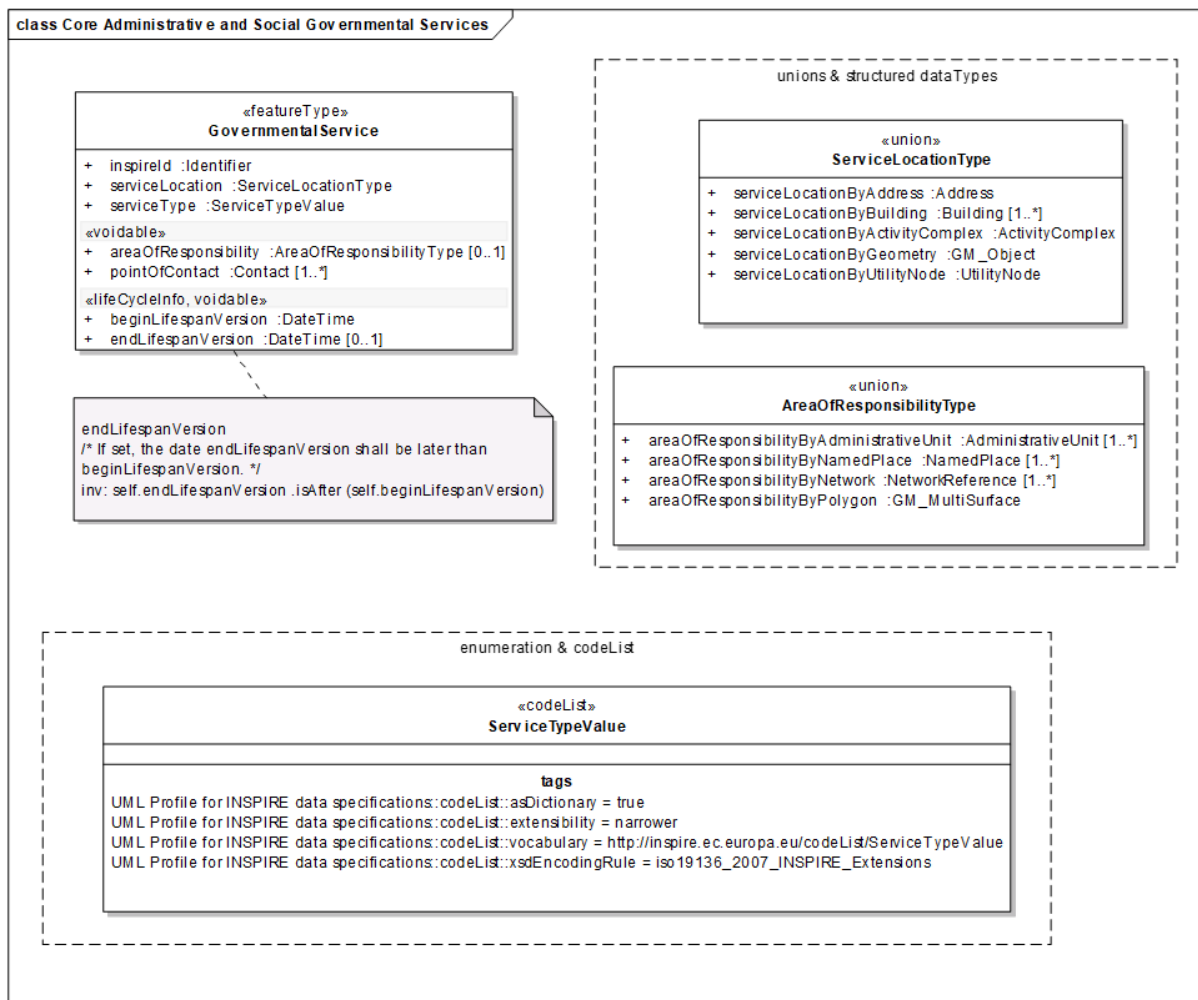 class Core Administrative and Social Governmental Services
«featureType»
GovernmentalService
+ inspireId :Identifier
+ serviceLocation :ServiceLocationType
+ serviceType :ServiceTypeValue
«voidable»
+ areaOfResponsibility :AreaOfResponsibilityType [0..1]
+ pointOfContact :Contact [1..*]
«lifeCycleInfo, voidable»
+ beginLifespanVersion :DateTime
+ endLifespanVersion :DateTime [0..1]
endLifespanVersion
/* If set, the date endLifespanVersion shall be later than
beginLifespanVersion. */
inv: self.endLifespanVersion .isAfter (self.beginLifespanVersion)
unions & structured dataTypes
«union»
ServiceLocationType
+ serviceLocationByAddress :Address
+ serviceLocationByBuilding :Building [1..*]
+ serviceLocationByActivityComplex :ActivityComplex
+ serviceLocationByGeometry :GM_Object
+ serviceLocationByUtilityNode :UtilityNode
«union»
AreaOfResponsibilityType
+ areaOfResponsibilityByAdministrativeUnit :AdministrativeUnit [1..*]
+ areaOfResponsibilityByNamedPlace :NamedPlace [1..*]
+ areaOfResponsibilityByNetwork :NetworkReference [1..*]
+ areaOfResponsibilityByPolygon :GM_MultiSurface
enumeration & codeList
«codeList»
ServiceTypeValue
tags
UML Profile for INSPIRE data specifications::codeList::asDictionary = true
UML Profile for INSPIRE data specifications::codeList::extensibility = narrower
UML Profile for INSPIRE data specifications::codeList::vocabulary = http://inspire.ec.europa.eu/codeList/ServiceTypeValue
UML Profile for INSPIRE data specifications::codeList::xsdEncodingRule = iso19136_2007_INSPIRE_Extensions